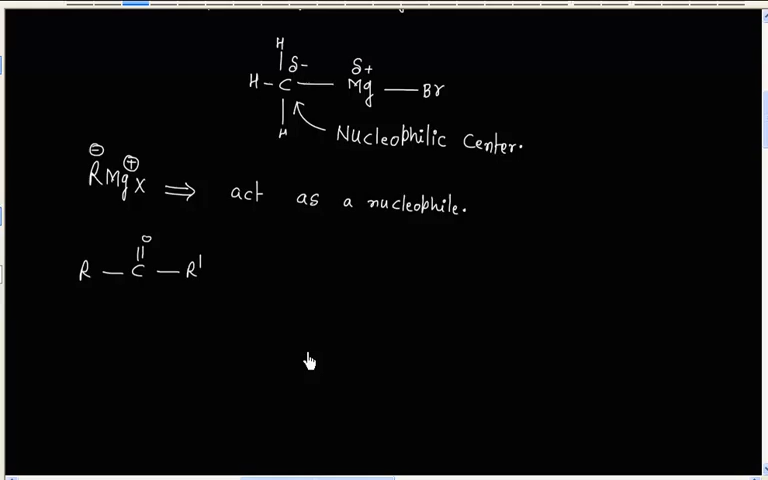 H
δ- δ+
H - C — Mg — Br
H
Nucleophilic Center.
⊖ ⊕
RMgX ⇒ act as a nucleophile.
O
||
R — C — R'